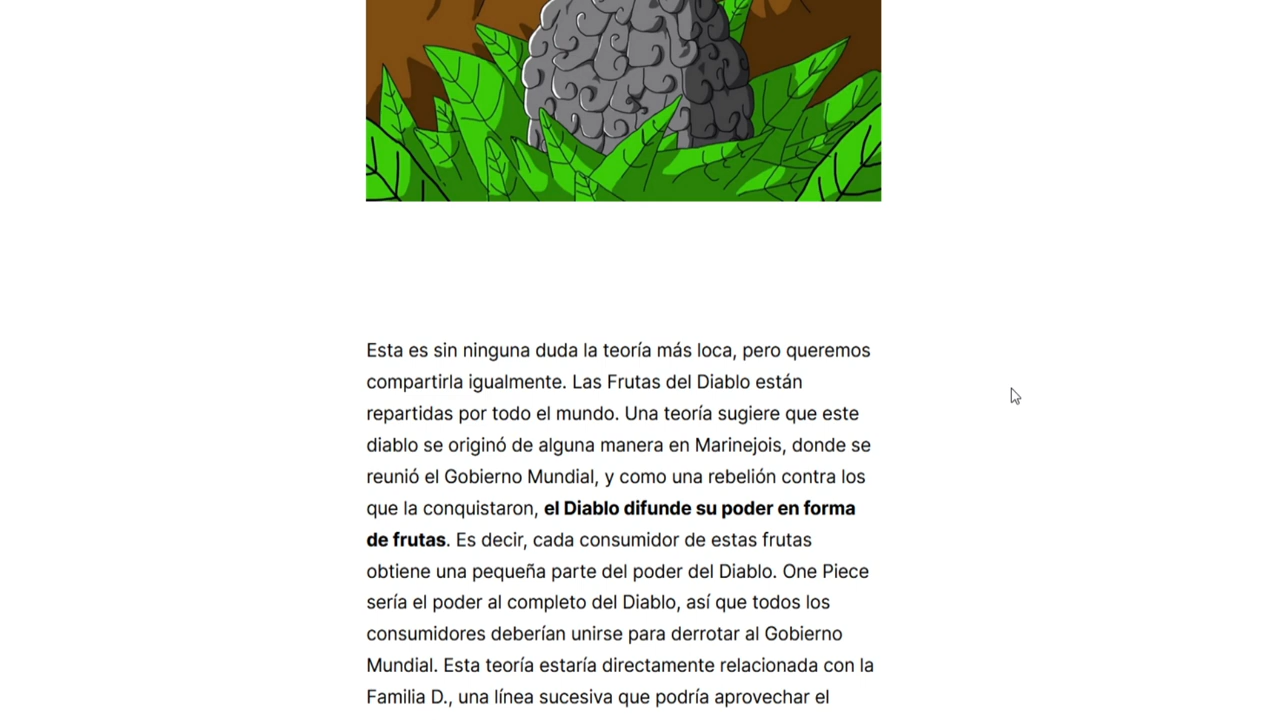 Esta es sin ninguna duda la teoría más loca, pero queremos
compartirla igualmente. Las Frutas del Diablo están
repartidas por todo el mundo. Una teoría sugiere que este
diablo se originó de alguna manera en Marinejois, donde se
reunió el Gobierno Mundial, y como una rebelión contra los
que la conquistaron, el Diablo difunde su poder en forma
de frutas. Es decir, cada consumidor de estas frutas
obtiene una pequeña parte del poder del Diablo. One Piece
sería el poder al completo del Diablo, así que todos los
consumidores deberían unirse para derrotar al Gobierno
Mundial. Esta teoría estaría directamente relacionada con la
Familia D., una línea sucesiva que podría aprovechar el